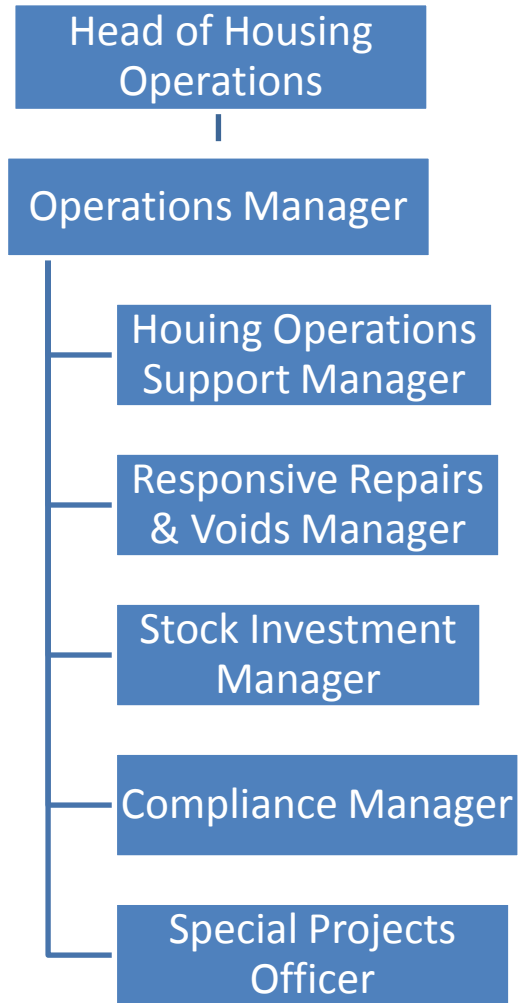 Head of Housing
Operations
Operations Manager
Houing Operations
Support Manager
Responsive Repairs
& Voids Manager
Stock Investment
Manager
Compliance Manager
Special Projects
Officer